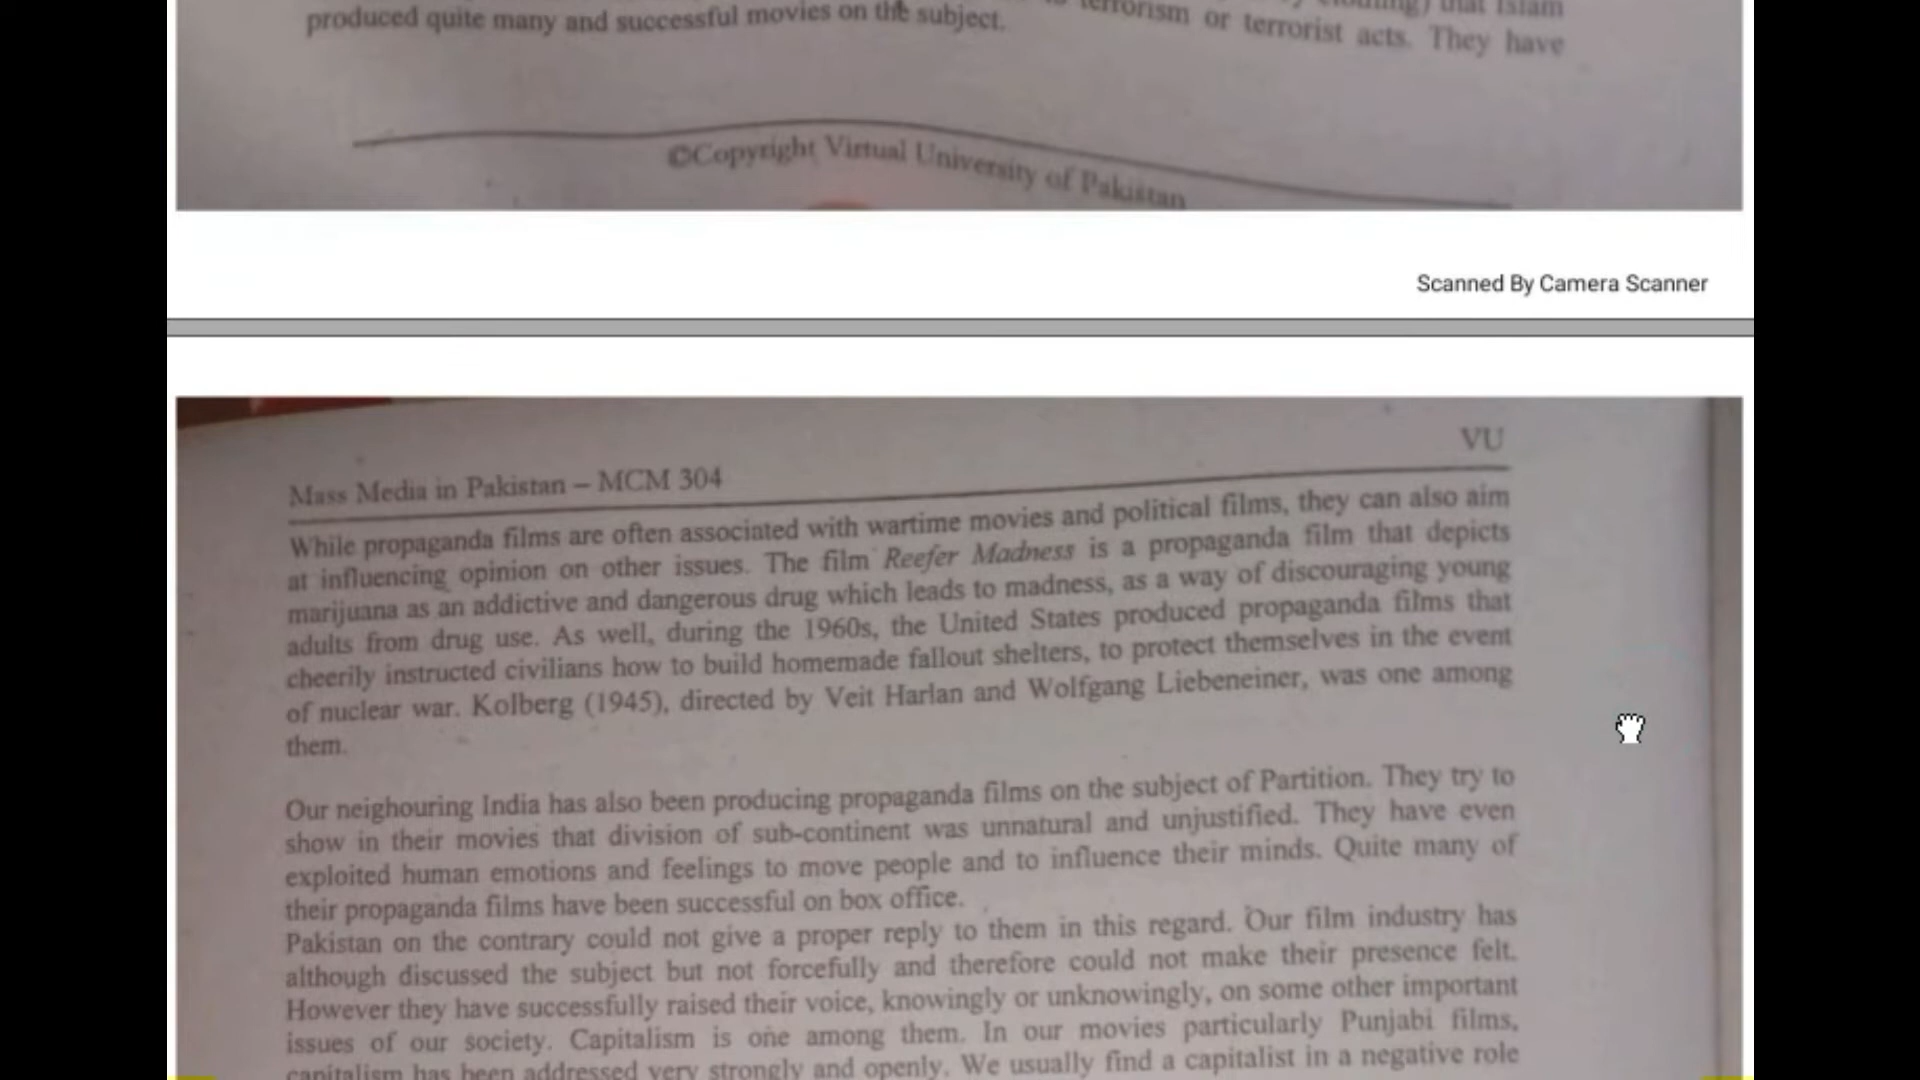 that Islam
terrorism or terrorist acts. They have
produced quite many and successful movies on the subject.
©Copyright Virtual University of Pakistan
Scanned By Camera Scanner
VU
Mass Media in Pakistan – MCM 304
While propaganda films are often associated with wartime movies and political films, they can also aim
at influencing opinion on other issues. The film Reefer Madness is a propaganda film that depicts
marijuana as an addictive and dangerous drug which leads to madness, as a way of discouraging young
adults from drug use. As well, during the 1960s, the United States produced propaganda films that
cheerily instructed civilians how to build homemade fallout shelters, to protect themselves in the event
of nuclear war. Kolberg (1945), directed by Veit Harlan and Wolfgang Liebeneiner, was one among
them.
Our neighouring India has also been producing propaganda films on the subject of Partition. They try to
show in their movies that division of sub-continent was unnatural and unjustified. They have even
exploited human emotions and feelings to move people and to influence their minds. Quite many of
their propaganda films have been successful on box office.
Pakistan on the contrary could not give a proper reply to them in this regard. Our film industry has
although discussed the subject but not forcefully and therefore could not make their presence felt.
However they have successfully raised their voice, knowingly or unknowingly, on some other important
issues of our society. Capitalism is one among them. In our movies particularly Punjabi films,
capitalism has been addressed very strongly and openly. We usually find a capitalist in a negative role